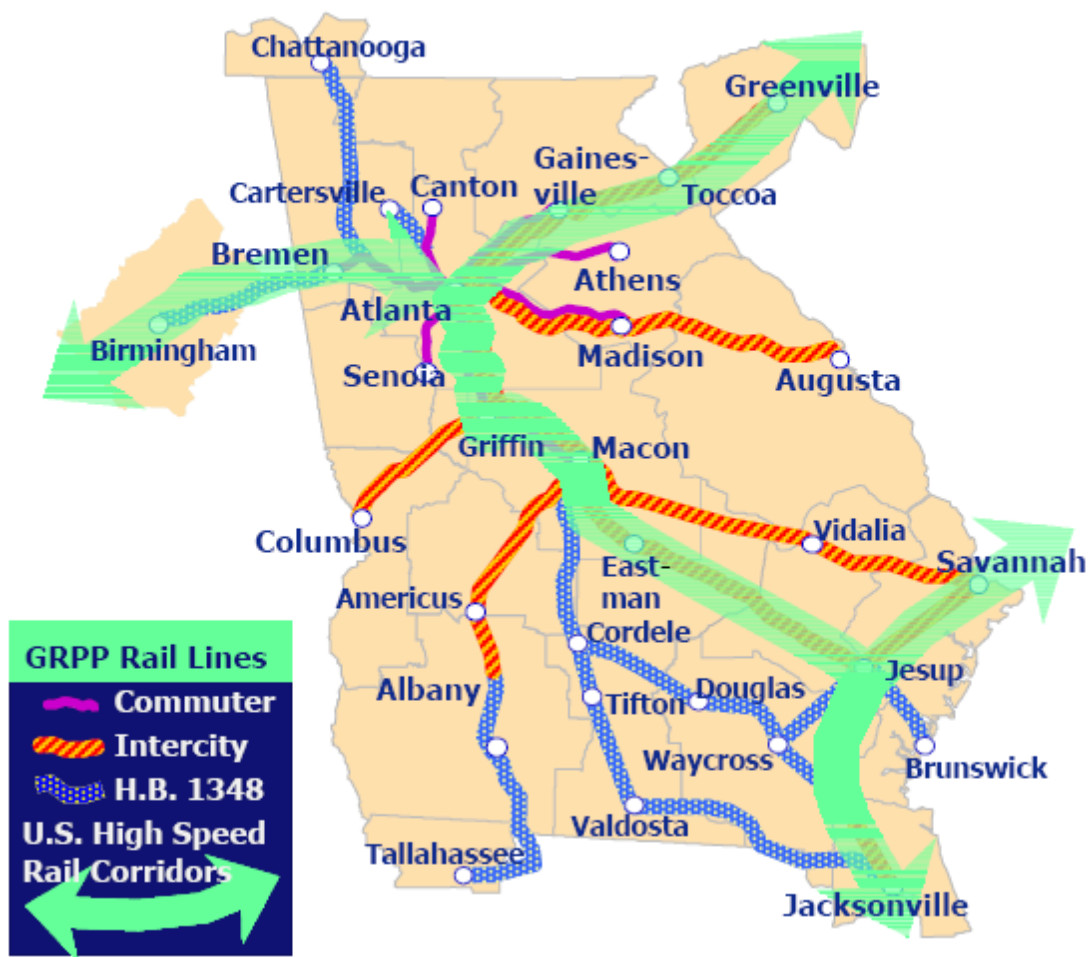 Chattanooga
Greenville
Gaines-
ville
Toccoa
Cartersville
Canton
Bremen
Athens
Atlanta
Birmingham
Madison
Senoia
Augusta
Griffin
Macon
Columbus
Vidalia
Savannah
East-
man
Americus
Cordele
GRPP Rail Lines
Jesup
Albany
Douglas
Tifton
Commuter
Intercity
Waycross
Brunswick
H.B. 1348
Valdosta
U.S. High Speed
Rail Corridors
Tallahassee
Jacksonville